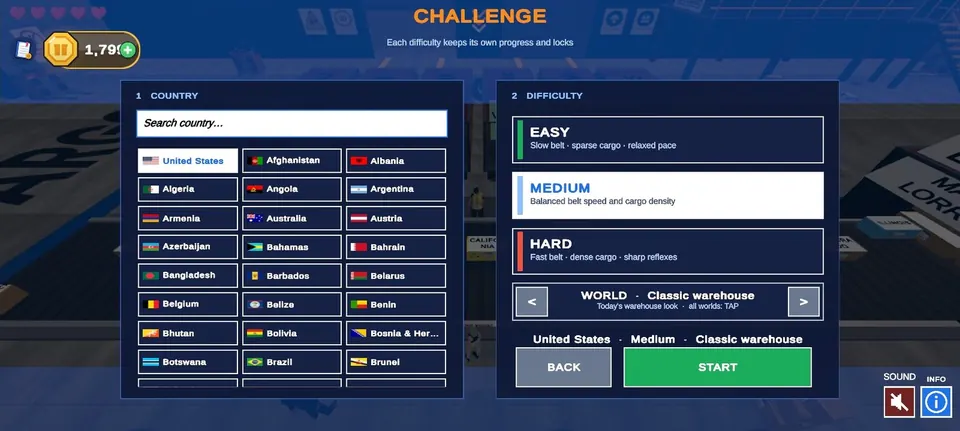 CHALLENGE
Each difficulty keeps its own progress and locks
1,799
1 COUNTRY
Search country...
United States
Afghanistan
Albania
Algeria
Angola
Argentina
Armenia
Australia
Austria
Azerbaijan
Bahamas
Bahrain
Bangladesh
Barbados
Belarus
Belgium
Belize
Benin
Bhutan
Bolivia
Bosnia & Her...
Botswana
Brazil
Brunei
2 DIFFICULTY
EASY
Slow belt · sparse cargo · relaxed pace
MEDIUM
Balanced belt speed and cargo density
HARD
Fast belt · dense cargo · sharp reflexes
< WORLD · Classic warehouse >
Today's warehouse look · all worlds: TAP
United States · Medium · Classic warehouse
BACK
START
SOUND
INFO
ILLINOIS